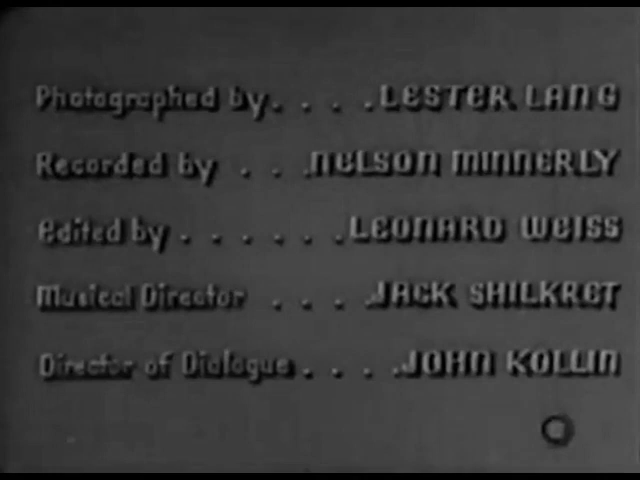 Photographed by. . . . .LESTER LANG
Recorded by . . .NELSON MINNERLY
Edited by . . . . . . .LEONARD WEISS
Musical Director . . . .JACK SHILKRET
Director of Dialogue . . . .JOHN KOLLIN